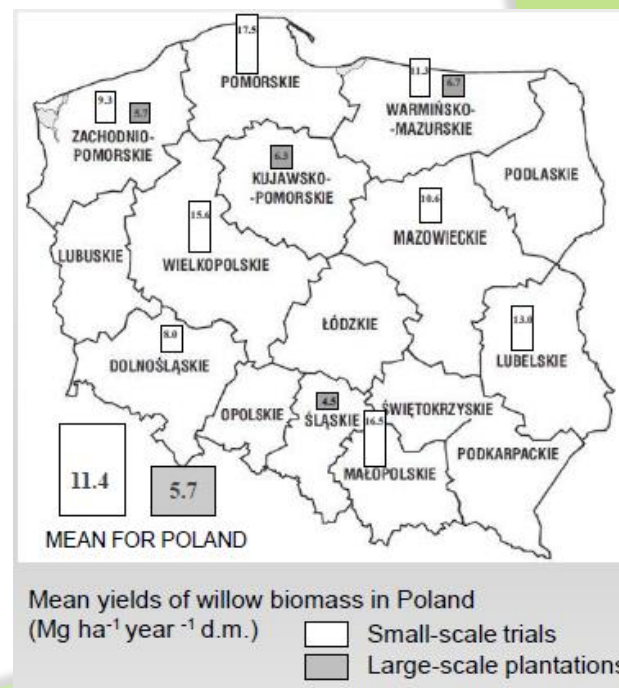 17.5
POMORSKIE
11.3
6.7
WARMIŃSKO-
-MAZURSKIE
9.3
5.7
ZACHODNIO-
POMORSKIE
6.3
KUJAWSKO-
-POMORSKIE
PODLASKIE
15.6
10.6
MAZOWIECKIE
LUBUSKIE
WIELKOPOLSKIE
ŁÓDZKIE
13.0
LUBELSKIE
8.0
DOLNOŚLĄSKIE
OPOLSKIE
4.5
ŚLĄSKIE
ŚWIĘTOKRZYSKIE
16.5
MAŁOPOLSKIE
PODKARPACKIE
11.4
5.7
MEAN FOR POLAND
Mean yields of willow biomass in Poland
(Mg ha⁻¹ year ⁻¹ d.m.)
Small-scale trials
Large-scale plantations